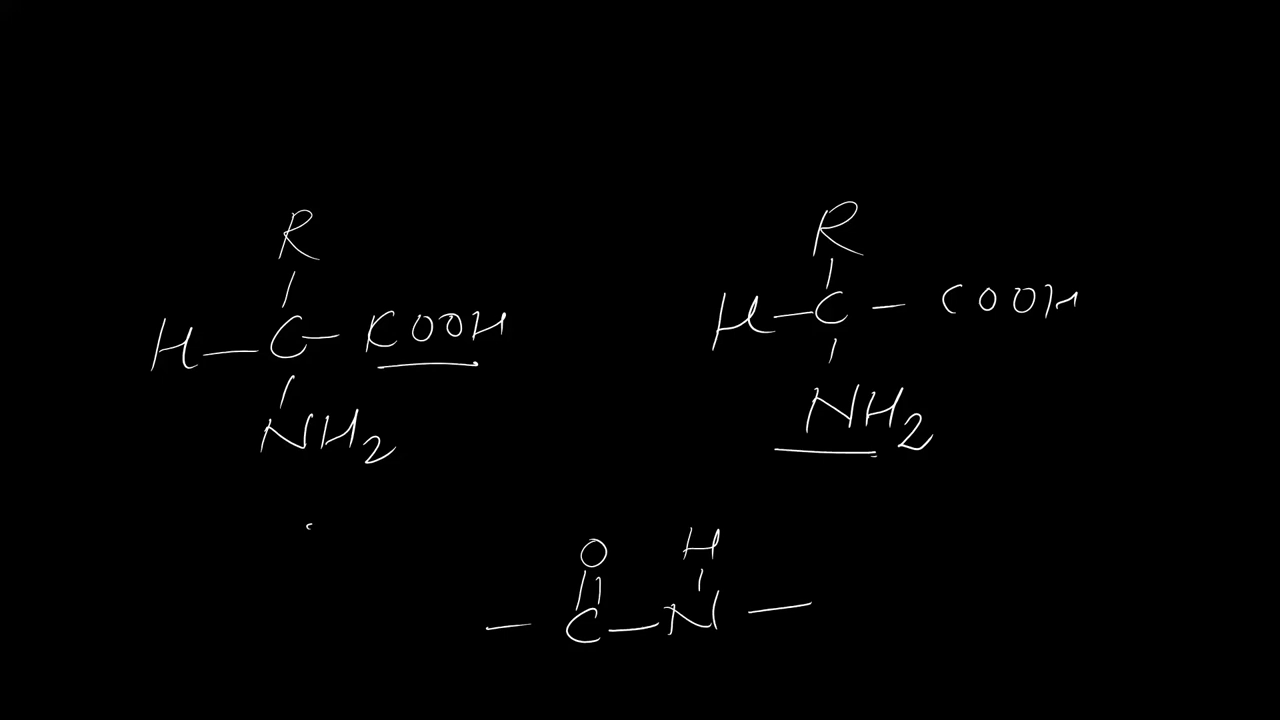 R R
H — C — COOH H — C — COOH
NH2 NH2
O H
— C — N —